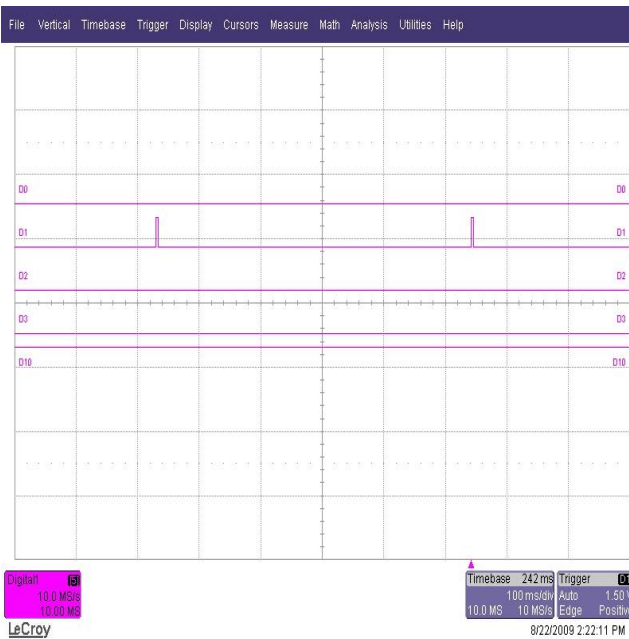 File Vertical Timebase Trigger Display Cursors Measure Math Analysis Utilities Help
D0 D0
D1 D1
D2 D2
D3 D3
D10 D10
Digital1
10.0 MS/s
10.00 MS
Timebase 242 ms
100 ms/div
10.0 MS 10 MS/s
Trigger D1
Auto 1.50 V
Edge Positive
LeCroy
8/22/2009 2:22:11 PM